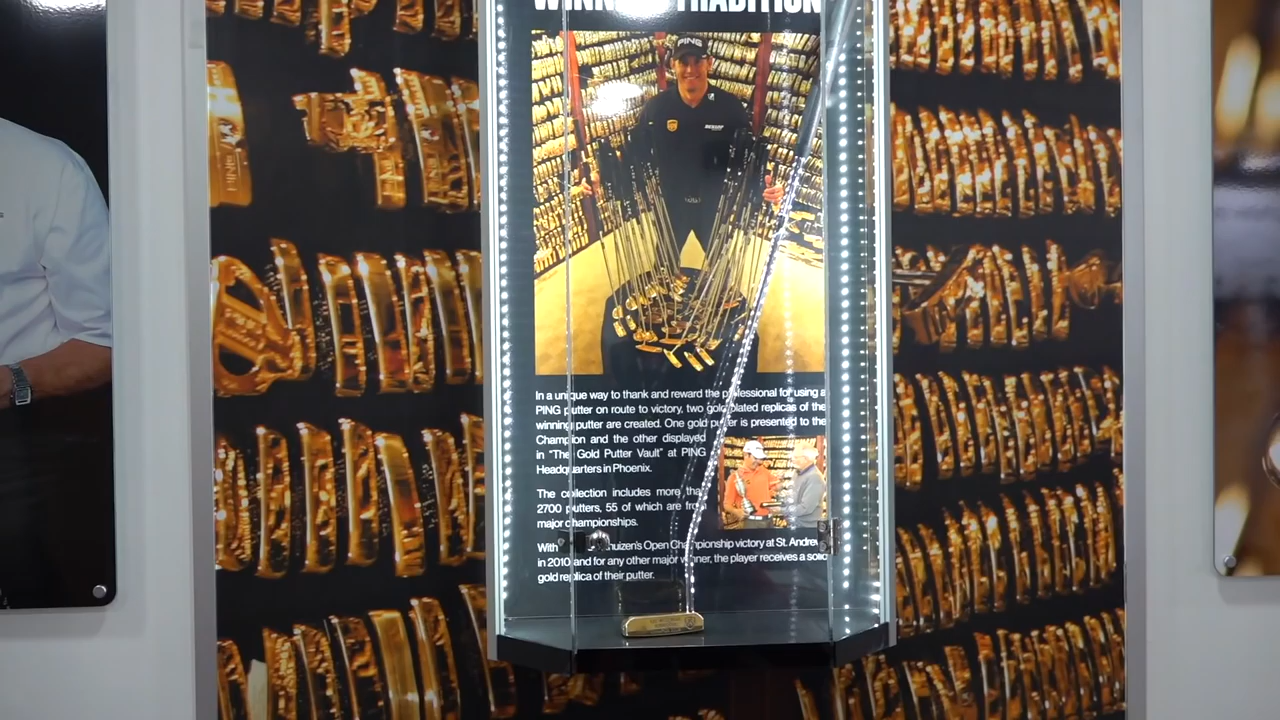 TRADITION
PING
In a unique way to thank and reward the professional for using a
PING putter on route to victory, two gold plated replicas of the
winning putter are created. One gold putter is presented to the
Champion and the other displayed
in "The Gold Putter Vault" at PING
Headquarters in Phoenix.
The collection includes more than
2700 putters, 55 of which are from
major championships.
With Open Championship victory at St. Andrews
in 2010 and for any other major winner, the player receives a solid
gold replica of their putter.